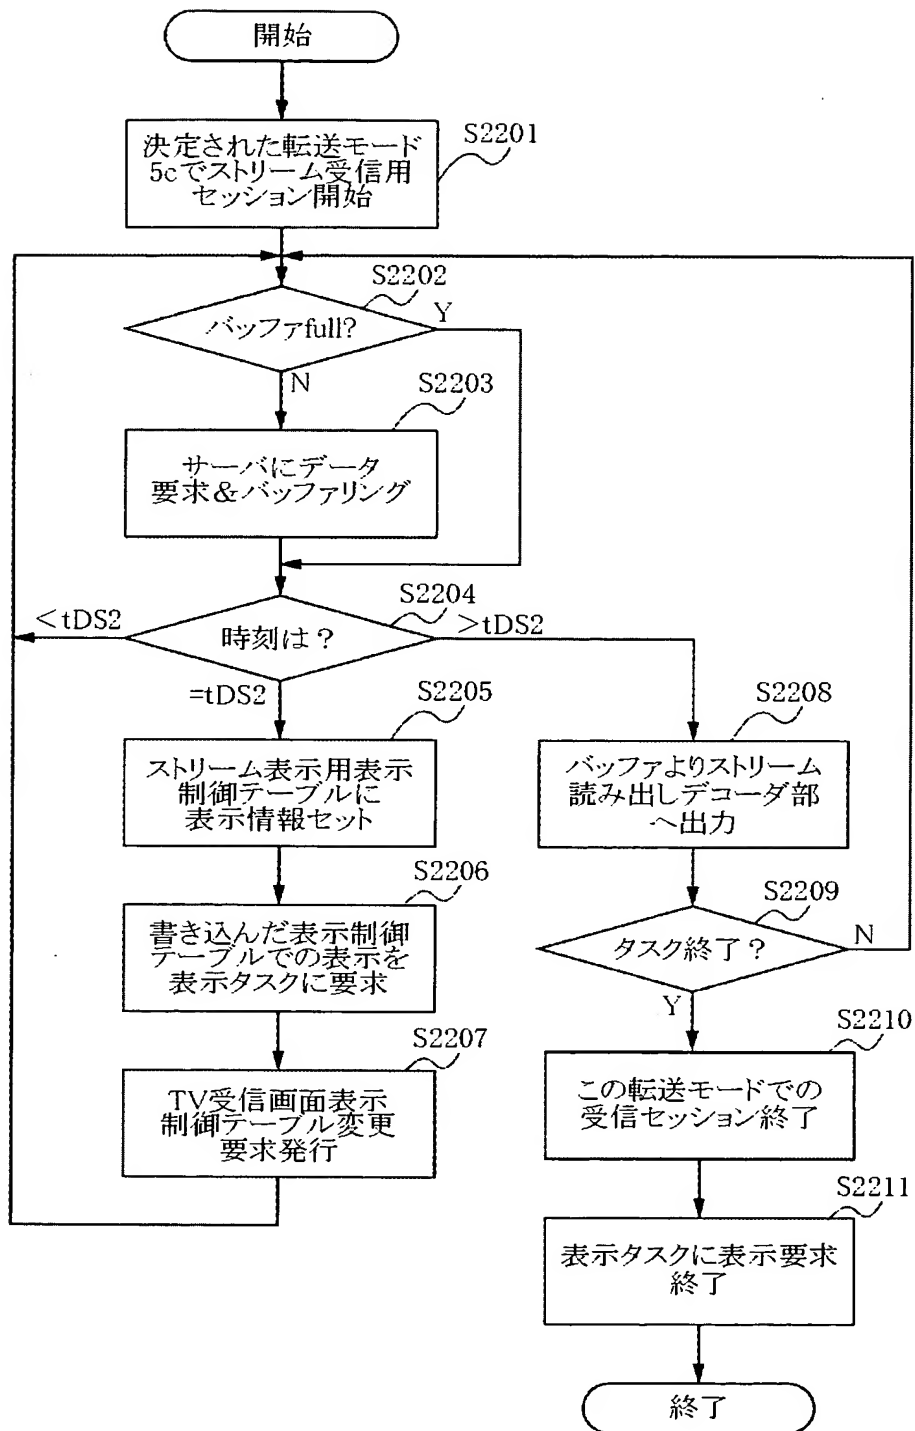 開始
S2201
決定された転送モード
5cでストリーム受信用
セッション開始
S2202
バッファfull?
Y
N
S2203
サーバにデータ
要求&バッファリング
S2204
<tDS2
時刻は?
>tDS2
=tDS2
S2205
ストリーム表示用表示
制御テーブルに
表示情報セット
S2206
書き込んだ表示制御
テーブルでの表示を
表示タスクに要求
S2207
TV受信画面表示
制御テーブル変更
要求発行
S2208
バッファよりストリーム
読み出しデコーダ部
へ出力
S2209
タスク終了?
N
Y
S2210
この転送モードでの
受信セッション終了
S2211
表示タスクに表示要求
終了
終了